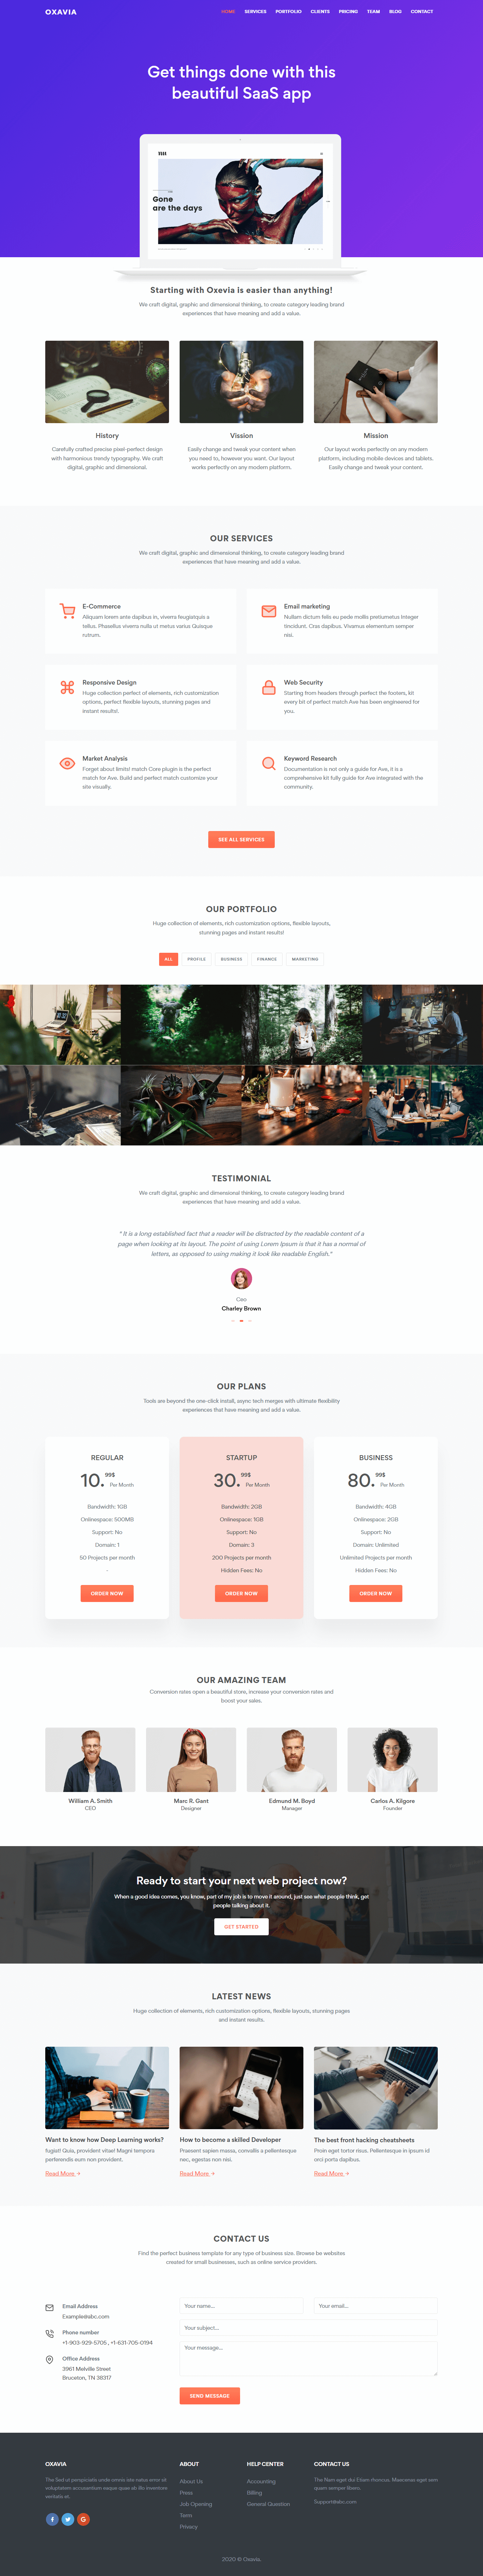 OXAVIA
HOME SERVICES PORTFOLIO CLIENTS PRICING TEAM BLOG CONTACT
Get things done with this
beautiful SaaS app
Gone
are the days
Starting with Oxevia is easier than anything!
We craft digital, graphic and dimensional thinking, to create category leading brand
experiences that have meaning and add a value.
History
Carefully crafted precise pixel-perfect design
with harmonious trendy typography. We craft
digital, graphic and dimensional.
Vission
Easily change and tweak your content when
you need to, however you want. Our layout
works perfectly on any modern platform.
Mission
Our layout works perfectly on any modern
platform, including mobile devices and tablets.
Easily change and tweak your content.
OUR SERVICES
We craft digital, graphic and dimensional thinking, to create category leading brand
experiences that have meaning and add a value.
E-Commerce
Aliquam lorem ante dapibus in, viverra feugiatquis a
tellus. Phasellus viverra nulla ut metus varius Quisque
rutrum.
Email marketing
Nullam dictum felis eu pede mollis pretiumetus Integer
tincidunt. Cras dapibus. Vivamus elementum semper
nisi.
Responsive Design
Huge collection perfect of elements, rich customization
options, perfect flexible layouts, stunning pages and
instant results!.
Web Security
Starting from headers through perfect the footers, kit
every bit of perfect match Ave has been engineered for
you.
Market Analysis
Forget about limits! match Core plugin is the perfect
match for Ave. Build and perfect match customize your
site visually.
Keyword Research
Documentation is not only a guide for Ave, it is a
comprehensive kit fully guide for Ave integrated with the
community.
SEE ALL SERVICES
OUR PORTFOLIO
Huge collection of elements, rich customization options, flexible layouts,
stunning pages and instant results!
ALL PROFILE BUSINESS FINANCE MARKETING
TESTIMONIAL
We craft digital, graphic and dimensional thinking, to create category leading brand
experiences that have meaning and add a value.
" It is a long established fact that a reader will be distracted by the readable content of a
page when looking at its layout. The point of using Lorem Ipsum is that it has a normal of
letters, as opposed to using making it look like readable English."
Ceo
Charley Brown
OUR PLANS
Tools are beyond the one-click install, async tech merges with ultimate flexibility
experiences that have meaning and add a value.
REGULAR
10.99$ Per Month
Bandwidth: 1GB
Onlinespace: 500MB
Support: No
Domain: 1
50 Projects per month
-
ORDER NOW
STARTUP
30.99$ Per Month
Bandwidth: 2GB
Onlinespace: 1GB
Support: No
Domain: 3
200 Projects per month
Hidden Fees: No
ORDER NOW
BUSINESS
80.99$ Per Month
Bandwidth: 4GB
Onlinespace: 2GB
Support: No
Domain: Unlimited
Unlimited Projects per month
Hidden Fees: No
ORDER NOW
OUR AMAZING TEAM
Conversion rates open a beautiful store, increase your conversion rates and
boost your sales.
William A. Smith
CEO
Marc R. Gant
Designer
Edmund M. Boyd
Manager
Carlos A. Kilgore
Founder
Ready to start your next web project now?
When a good idea comes, you know, part of my job is to move it around, just see what people think, get
people talking about it.
GET STARTED
LATEST NEWS
Huge collection of elements, rich customization options, flexible layouts, stunning pages
and instant results.
Want to know how Deep Learning works?
fugiat! Quia, provident vitae! Magni tempora
perferendis eum non provident.
Read More →
How to become a skilled Developer
Praesent sapien massa, convallis a pellentesque
nec, egestas non nisi.
Read More →
The best front hacking cheatsheets
Proin eget tortor risus. Pellentesque in ipsum id
orci porta dapibus.
Read More →
CONTACT US
Find the perfect business template for any type of business size. Browse be websites
created for small businesses, such as online service providers.
Email Address
Example@abc.com
Phone number
+1-903-929-5705 , +1-631-705-0194
Office Address
3961 Melville Street
Bruceton, TN 38317
Your name...
Your email...
Your subject...
Your message...
SEND MESSAGE
OXAVIA
The Sed ut perspiciatis unde omnis iste natus error sit
voluptatem accusantium eaque quae ab illo inventore
veritatis et.
ABOUT
About Us
Press
Job Opening
Term
Privacy
HELP CENTER
Accounting
Billing
General Question
CONTACT US
The Nam eget dui Etiam rhoncus. Maecenas eget sem
quam semper libero.
Support@abc.com
2020 © Oxavia.